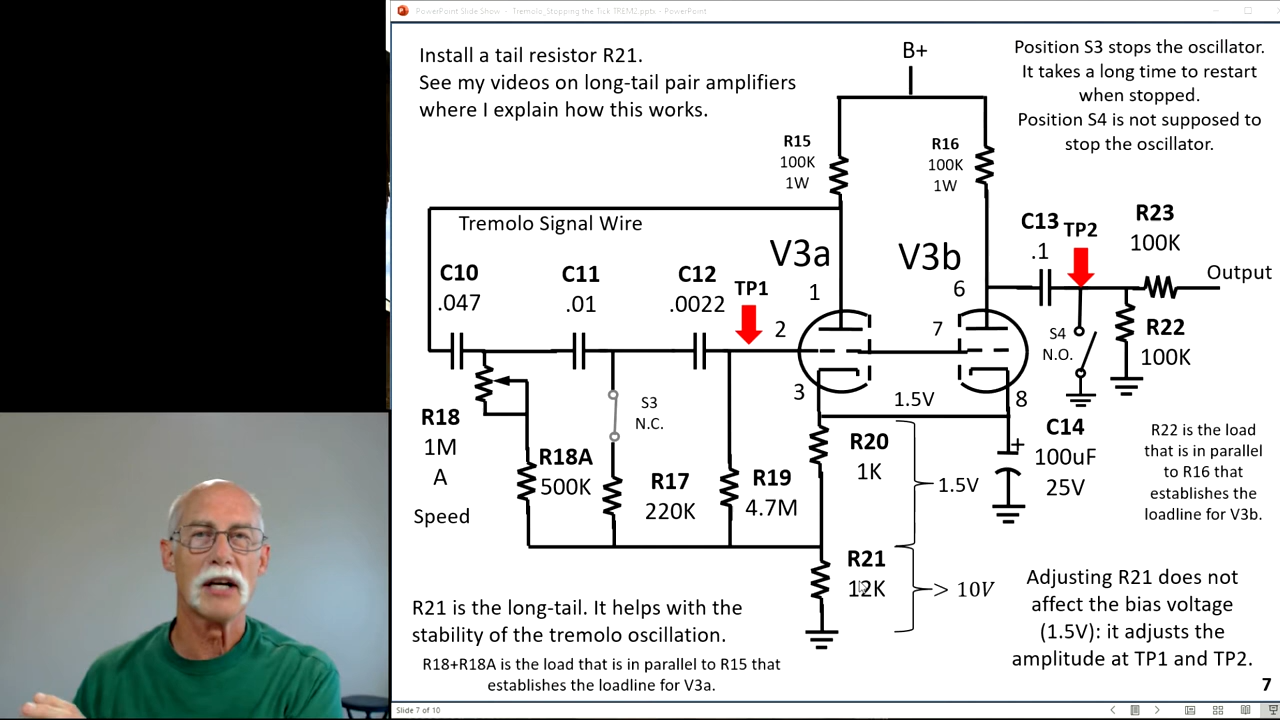 PowerPoint Slide Show - Tremolo_Stopping the Tick TREM2.pptx - PowerPoint
Install a tail resistor R21.
See my videos on long-tail pair amplifiers
where I explain how this works.
B+
Position S3 stops the oscillator.
It takes a long time to restart
when stopped.
Position S4 is not supposed to
stop the oscillator.
R15
100K
1W
R16
100K
1W
Tremolo Signal Wire
C10
.047
C11
.01
C12
.0022
TP1
V3a
1
2
3
V3b
6
7
8
C13
.1
TP2
R23
100K
Output
S4
N.O.
R22
100K
R18
1M
A
Speed
R18A
500K
S3
N.C.
R17
220K
R19
4.7M
1.5V
R20
1K
1.5V
C14
+
100uF
25V
R22 is the load
that is in parallel
to R16 that
establishes the
loadline for V3b.
R21
12K
> 10V
R21 is the long-tail. It helps with the
stability of the tremolo oscillation.
R18+R18A is the load that is in parallel to R15 that
establishes the loadline for V3a.
Adjusting R21 does not
affect the bias voltage
(1.5V): it adjusts the
amplitude at TP1 and TP2.
7
Slide 7 of 10